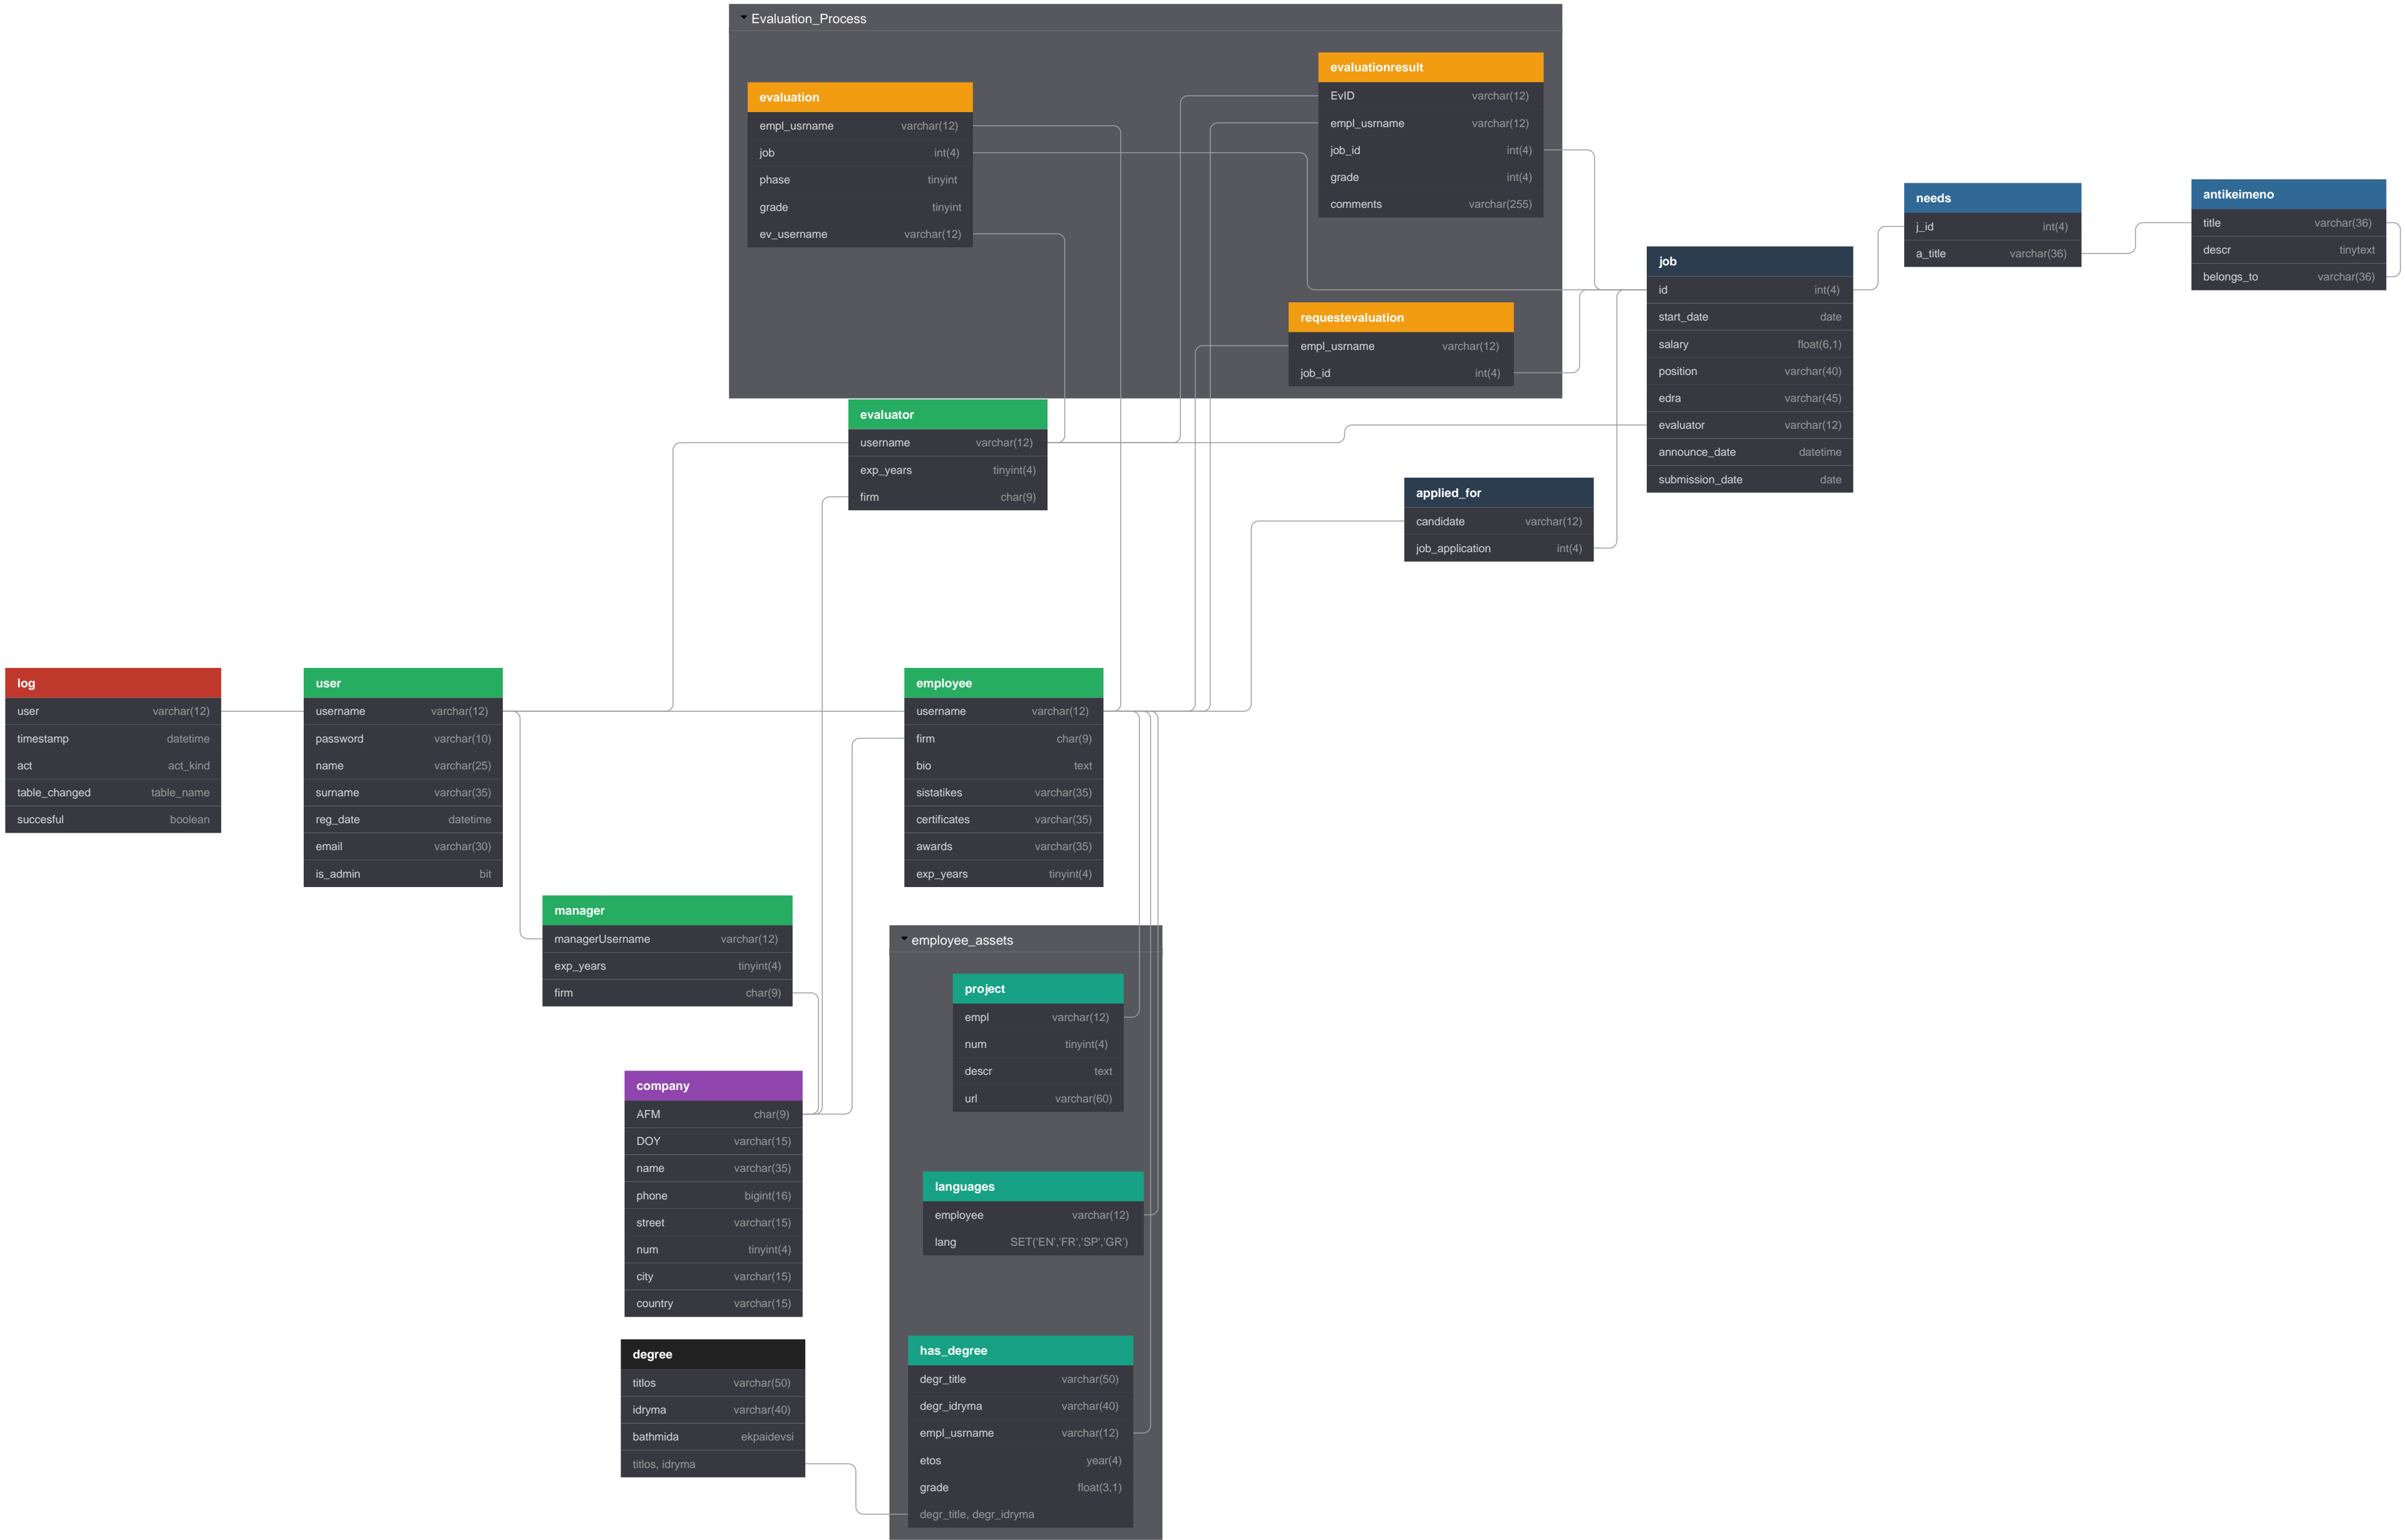 Evaluation_Process
evaluation
empl_usrname varchar(12)
job int(4)
phase tinyint
grade tinyint
ev_username varchar(12)
evaluationresult
EvID varchar(12)
empl_usrname varchar(12)
job_id int(4)
grade int(4)
comments varchar(255)
requestevaluation
empl_usrname varchar(12)
job_id int(4)
needs
j_id int(4)
a_title varchar(36)
antikeimeno
title varchar(36)
descr tinytext
belongs_to varchar(36)
job
id int(4)
start_date date
salary float(6,1)
position varchar(40)
edra varchar(45)
evaluator varchar(12)
announce_date datetime
submission_date date
evaluator
username varchar(12)
exp_years tinyint(4)
firm char(9)
applied_for
candidate varchar(12)
job_application int(4)
log
user varchar(12)
timestamp datetime
act act_kind
table_changed table_name
succesful boolean
user
username varchar(12)
password varchar(10)
name varchar(25)
surname varchar(35)
reg_date datetime
email varchar(30)
is_admin bit
employee
username varchar(12)
firm char(9)
bio text
sistatikes varchar(35)
certificates varchar(35)
awards varchar(35)
exp_years tinyint(4)
manager
managerUsername varchar(12)
exp_years tinyint(4)
firm char(9)
employee_assets
project
empl varchar(12)
num tinyint(4)
descr text
url varchar(60)
company
AFM char(9)
DOY varchar(15)
name varchar(35)
phone bigint(16)
street varchar(15)
num tinyint(4)
city varchar(15)
country varchar(15)
languages
employee varchar(12)
lang SET('EN','FR','SP','GR')
degree
titlos varchar(50)
idryma varchar(40)
bathmida ekpaidevsi
titlos, idryma
has_degree
degr_title varchar(50)
degr_idryma varchar(40)
empl_usrname varchar(12)
etos year(4)
grade float(3,1)
degr_title, degr_idryma